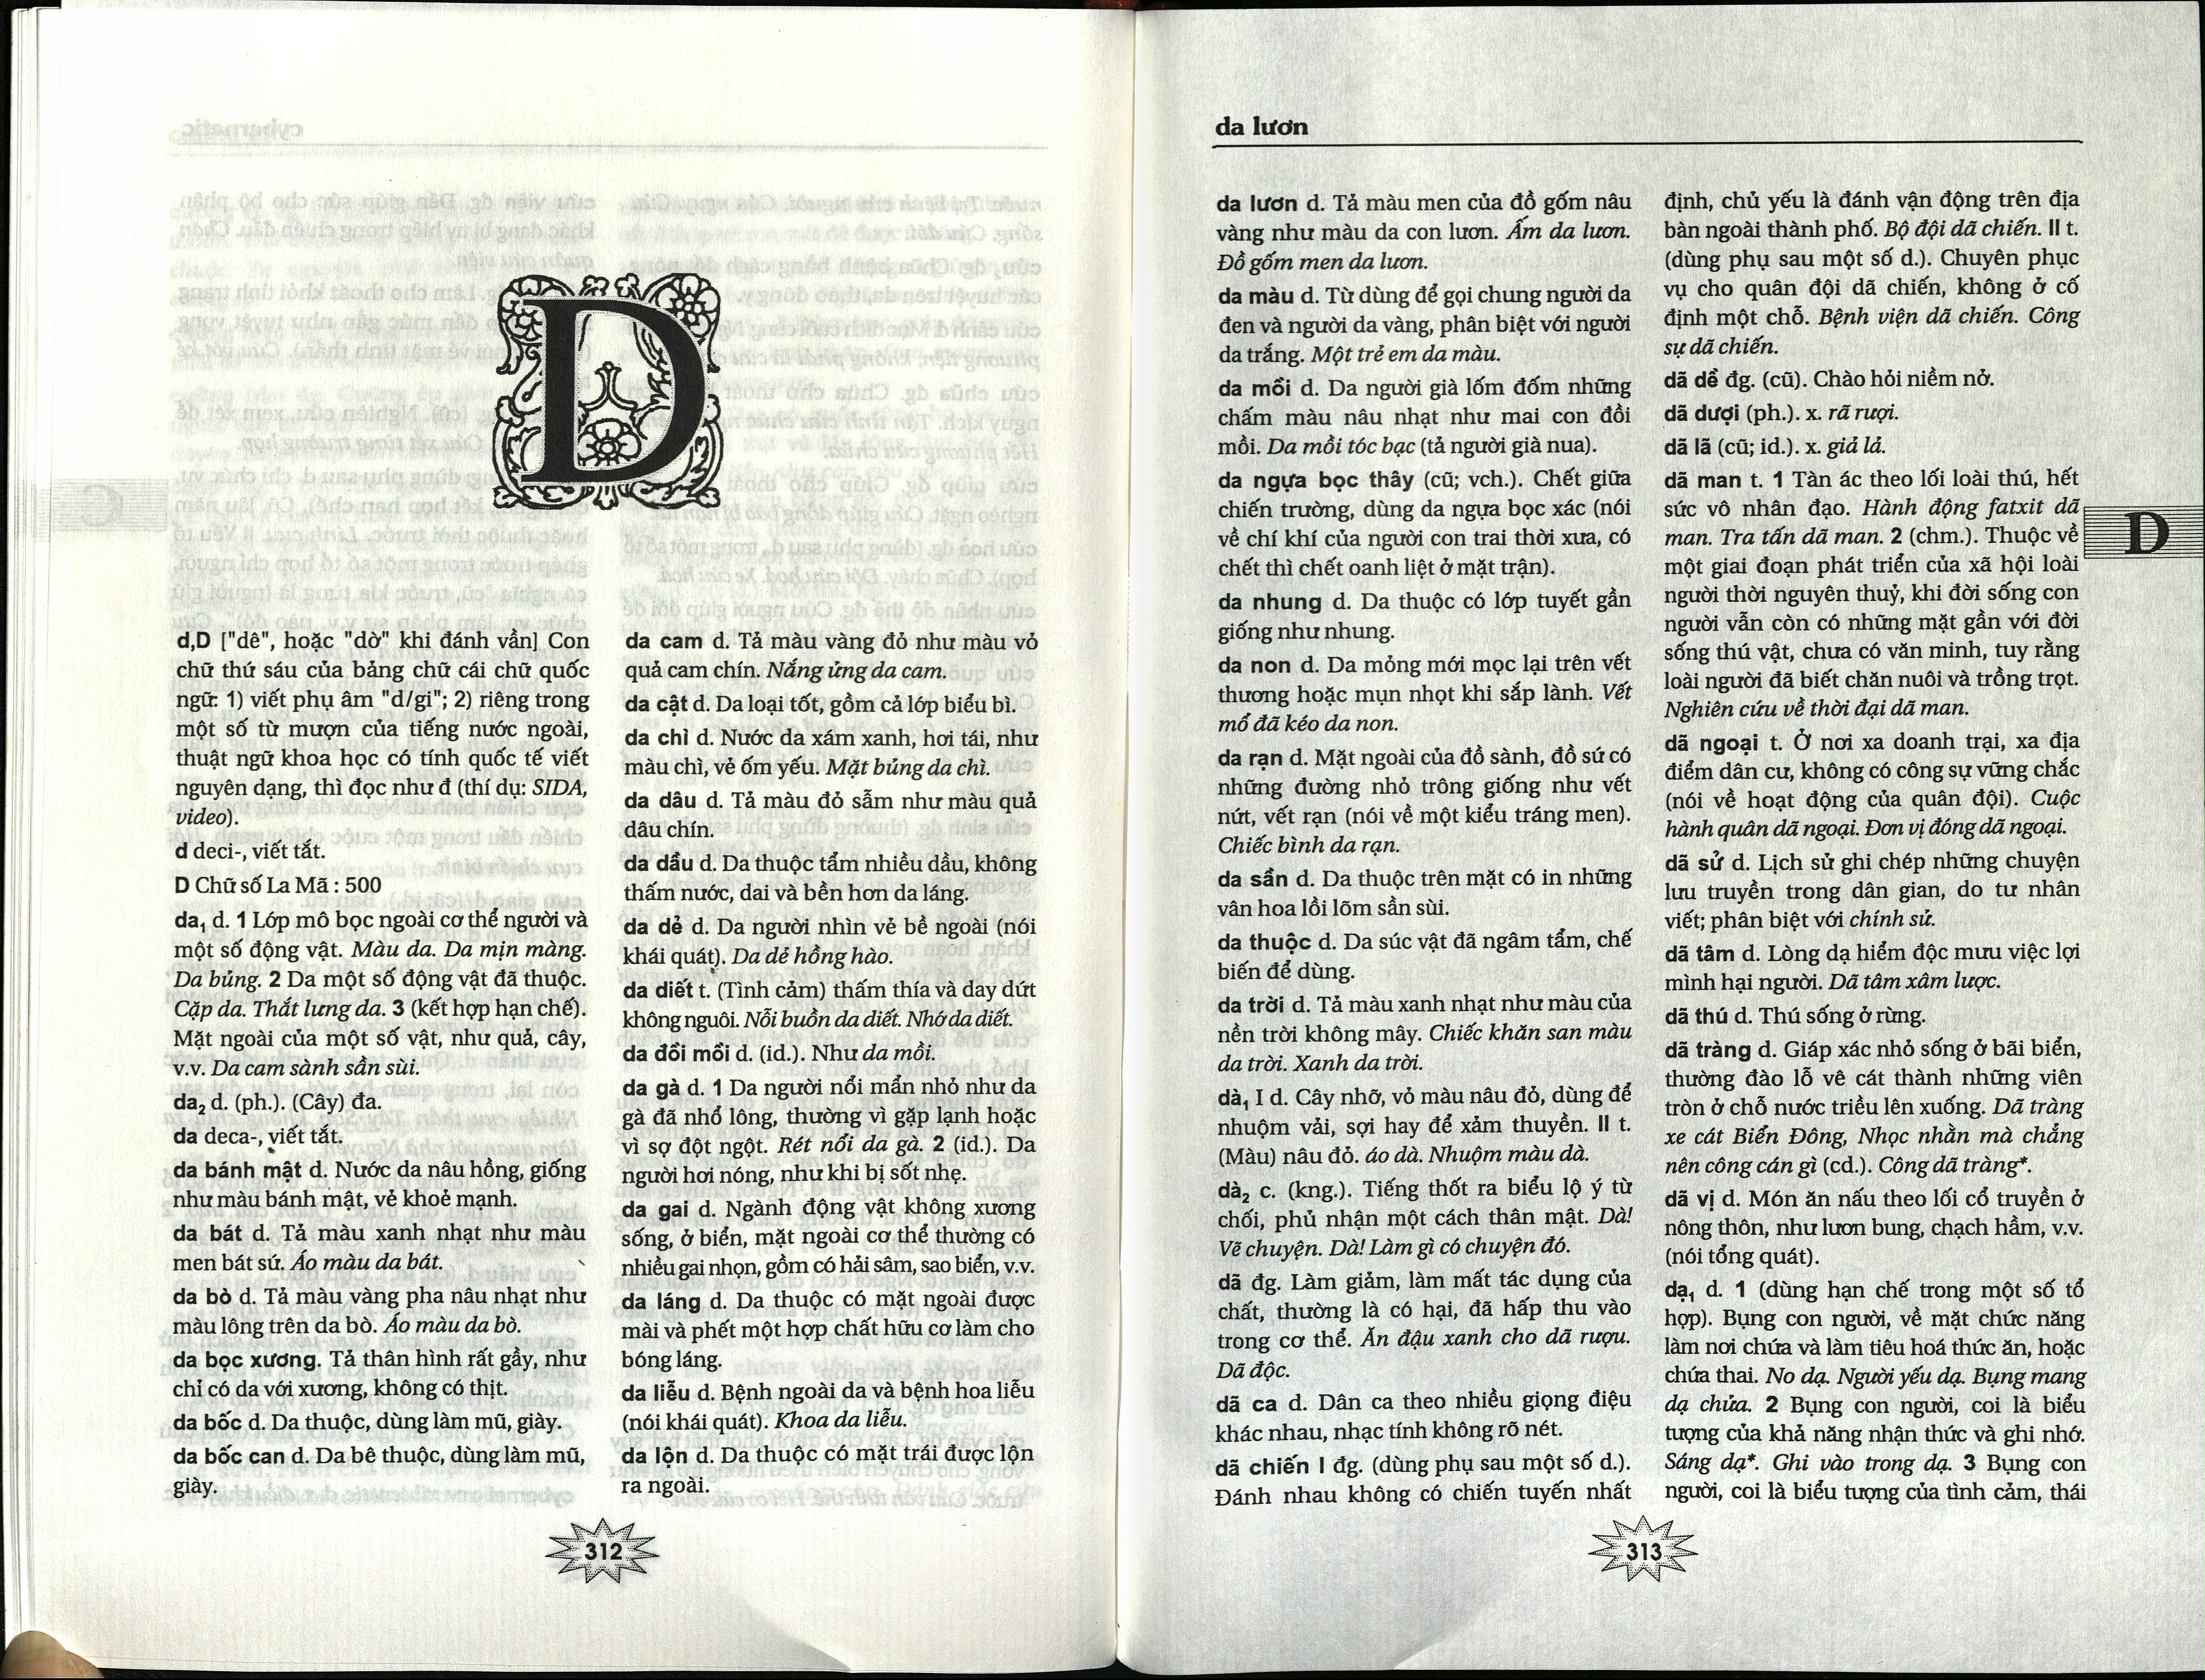 D
d,D ["dê", hoặc "dờ" khi đánh vần] Con
chữ thứ sáu của bảng chữ cái chữ quốc
ngữ: 1) viết phụ âm "d/gi"; 2) riêng trong
một số từ mượn của tiếng nước ngoài,
thuật ngữ khoa học có tính quốc tế viết
nguyên dạng, thì đọc như đ (thí dụ: SIDA,
video).
d deci-, viết tắt.
D Chữ số La Mã : 500
da₁ d. 1 Lớp mô bọc ngoài cơ thể người và
một số động vật. Màu da. Da mịn màng.
Da bủng. 2 Da một số động vật đã thuộc.
Cặp da. Thắt lưng da. 3 (kết hợp hạn chế).
Mặt ngoài của một số vật, như quả, cây,
v.v. Da cam sành sần sùi.
da₂ d. (ph.). (Cây) đa.
da deca-, viết tắt.
da bánh mật d. Nước da nâu hồng, giống
như màu bánh mật, vẻ khoẻ mạnh.
da bát d. Tả màu xanh nhạt như màu
men bát sứ. Áo màu da bát.
da bò d. Tả màu vàng pha nâu nhạt như
màu lông trên da bò. Áo màu da bò.
da bọc xương. Tả thân hình rất gầy, như
chỉ có da với xương, không có thịt.
da bốc d. Da thuộc, dùng làm mũ, giày.
da bốc can d. Da bê thuộc, dùng làm mũ,
giày.
da cam d. Tả màu vàng đỏ như màu vỏ
quả cam chín. Nắng ửng da cam.
da cật d. Da loại tốt, gồm cả lớp biểu bì.
da chì d. Nước da xám xanh, hơi tái, như
màu chì, vẻ ốm yếu. Mặt bủng da chì.
da dâu d. Tả màu đỏ sẫm như màu quả
dâu chín.
da dầu d. Da thuộc tẩm nhiều dầu, không
thấm nước, dai và bền hơn da láng.
da dẻ d. Da người nhìn vẻ bề ngoài (nói
khái quát). Da dẻ hồng hào.
da diết t. (Tình cảm) thấm thía và day dứt
không nguôi. Nỗi buồn da diết. Nhớ da diết.
da đồi mồi d. (id.). Như da mồi.
da gà d. 1 Da người nổi mẩn nhỏ như da
gà đã nhổ lông, thường vì gặp lạnh hoặc
vì sợ đột ngột. Rét nổi da gà. 2 (id.). Da
người hơi nóng, như khi bị sốt nhẹ.
da gai d. Ngành động vật không xương
sống, ở biển, mặt ngoài cơ thể thường có
nhiều gai nhọn, gồm có hải sâm, sao biển, v.v.
da láng d. Da thuộc có mặt ngoài được
mài và phết một hợp chất hữu cơ làm cho
bóng láng.
da liễu d. Bệnh ngoài da và bệnh hoa liễu
(nói khái quát). Khoa da liễu.
da lộn d. Da thuộc có mặt trái được lộn
ra ngoài.
312
da lươn
da lươn d. Tả màu men của đồ gốm nâu
vàng như màu da con lươn. Ấm da lươn.
Đồ gốm men da lươn.
da màu d. Từ dùng để gọi chung người da
đen và người da vàng, phân biệt với người
da trắng. Một trẻ em da màu.
da mồi d. Da người già lốm đốm những
chấm màu nâu nhạt như mai con đồi
mồi. Da mồi tóc bạc (tả người già nua).
da ngựa bọc thây (cũ; vch.). Chết giữa
chiến trường, dùng da ngựa bọc xác (nói
về chí khí của người con trai thời xưa, có
chết thì chết oanh liệt ở mặt trận).
da nhung d. Da thuộc có lớp tuyết gần
giống như nhung.
da non d. Da mỏng mới mọc lại trên vết
thương hoặc mụn nhọt khi sắp lành. Vết
mổ đã kéo da non.
da rạn d. Mặt ngoài của đồ sành, đồ sứ có
những đường nhỏ trông giống như vết
nứt, vết rạn (nói về một kiểu tráng men).
Chiếc bình da rạn.
da sần d. Da thuộc trên mặt có in những
vân hoa lồi lõm sần sùi.
da thuộc d. Da súc vật đã ngâm tẩm, chế
biến để dùng.
da trời d. Tả màu xanh nhạt như màu của
nền trời không mây. Chiếc khăn san màu
da trời. Xanh da trời.
dà₁ I d. Cây nhỡ, vỏ màu nâu đỏ, dùng để
nhuộm vải, sợi hay để xảm thuyền. II t.
(Màu) nâu đỏ. áo dà. Nhuộm màu dà.
dà₂ c. (kng.). Tiếng thốt ra biểu lộ ý từ
chối, phủ nhận một cách thân mật. Dà!
Vẽ chuyện. Dà! Làm gì có chuyện đó.
dã đg. Làm giảm, làm mất tác dụng của
chất, thường là có hại, đã hấp thu vào
trong cơ thể. Ăn đậu xanh cho dã rượu.
Dã độc.
dã ca d. Dân ca theo nhiều giọng điệu
khác nhau, nhạc tính không rõ nét.
dã chiến I đg. (dùng phụ sau một số d.).
Đánh nhau không có chiến tuyến nhất
định, chủ yếu là đánh vận động trên địa
bàn ngoài thành phố. Bộ đội dã chiến. II t.
(dùng phụ sau một số d.). Chuyên phục
vụ cho quân đội dã chiến, không ở cố
định một chỗ. Bệnh viện dã chiến. Công
sự dã chiến.
dã dề đg. (cũ). Chào hỏi niềm nở.
dã dượi (ph.). x. rã rượi.
dã lã (cũ; id.). x. giả lả.
dã man t. 1 Tàn ác theo lối loài thú, hết
sức vô nhân đạo. Hành động fatxit dã
man. Tra tấn dã man. 2 (chm.). Thuộc về
một giai đoạn phát triển của xã hội loài
người thời nguyên thuỷ, khi đời sống con
người vẫn còn có những mặt gần với đời
sống thú vật, chưa có văn minh, tuy rằng
loài người đã biết chăn nuôi và trồng trọt.
Nghiên cứu về thời đại dã man.
dã ngoại t. Ở nơi xa doanh trại, xa địa
điểm dân cư, không có công sự vững chắc
(nói về hoạt động của quân đội). Cuộc
hành quân dã ngoại. Đơn vị đóng dã ngoại.
dã sử d. Lịch sử ghi chép những chuyện
lưu truyền trong dân gian, do tư nhân
viết; phân biệt với chính sử.
dã tâm d. Lòng dạ hiểm độc mưu việc lợi
mình hại người. Dã tâm xâm lược.
dã thú d. Thú sống ở rừng.
dã tràng d. Giáp xác nhỏ sống ở bãi biển,
thường đào lỗ vê cát thành những viên
tròn ở chỗ nước triều lên xuống. Dã tràng
xe cát Biển Đông, Nhọc nhằn mà chẳng
nên công cán gì (cd.). Công dã tràng*.
dã vị d. Món ăn nấu theo lối cổ truyền ở
nông thôn, như lươn bung, chạch hầm, v.v.
(nói tổng quát).
dạ₁ d. 1 (dùng hạn chế trong một số tổ
hợp). Bụng con người, về mặt chức năng
làm nơi chứa và làm tiêu hoá thức ăn, hoặc
chứa thai. No dạ. Người yếu dạ. Bụng mang
dạ chửa. 2 Bụng con người, coi là biểu
tượng của khả năng nhận thức và ghi nhớ.
Sáng dạ*. Ghi vào trong dạ. 3 Bụng con
người, coi là biểu tượng của tình cảm, thái
D
313